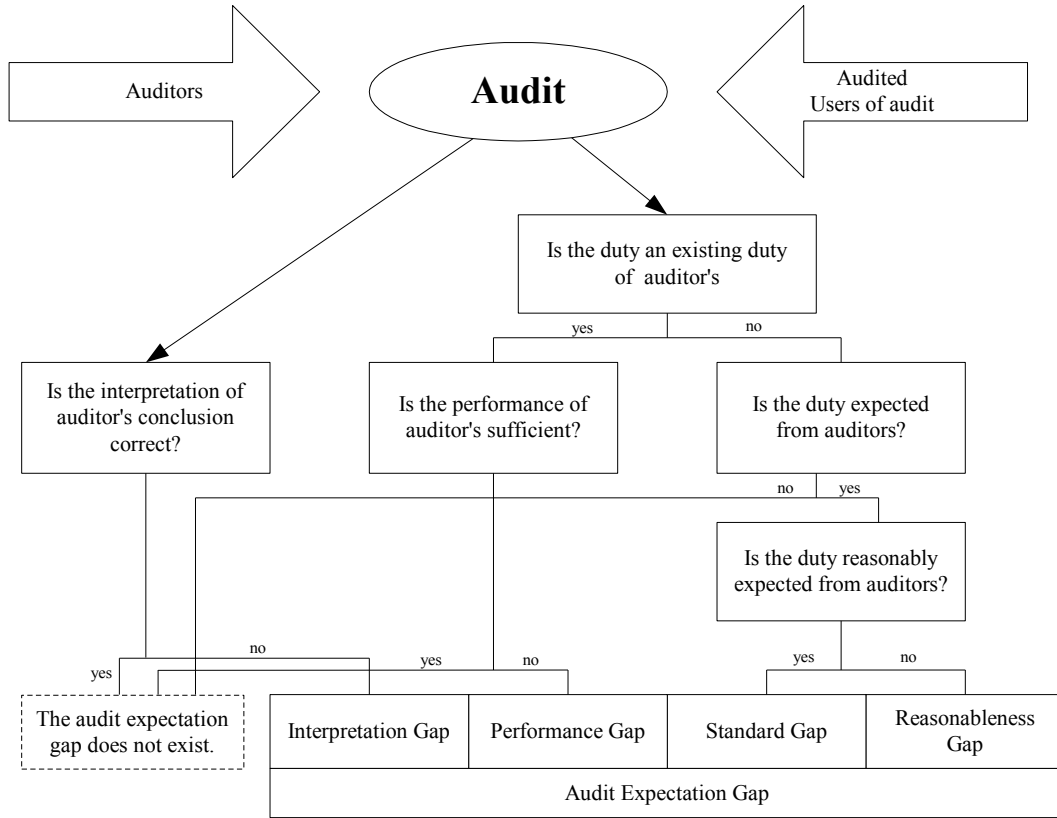 Auditors
Audit
Audited
Users of audit
Is the duty an existing duty
of auditor's
yes
no
Is the interpretation of
auditor's conclusion
correct?
Is the performance of
auditor's sufficient?
Is the duty expected
from auditors?
no
yes
Is the duty reasonably
expected from auditors?
yes
no
yes
no
yes
no
The audit expectation
gap does not exist.
Interpretation Gap
Performance Gap
Standard Gap
Reasonableness
Gap
Audit Expectation Gap